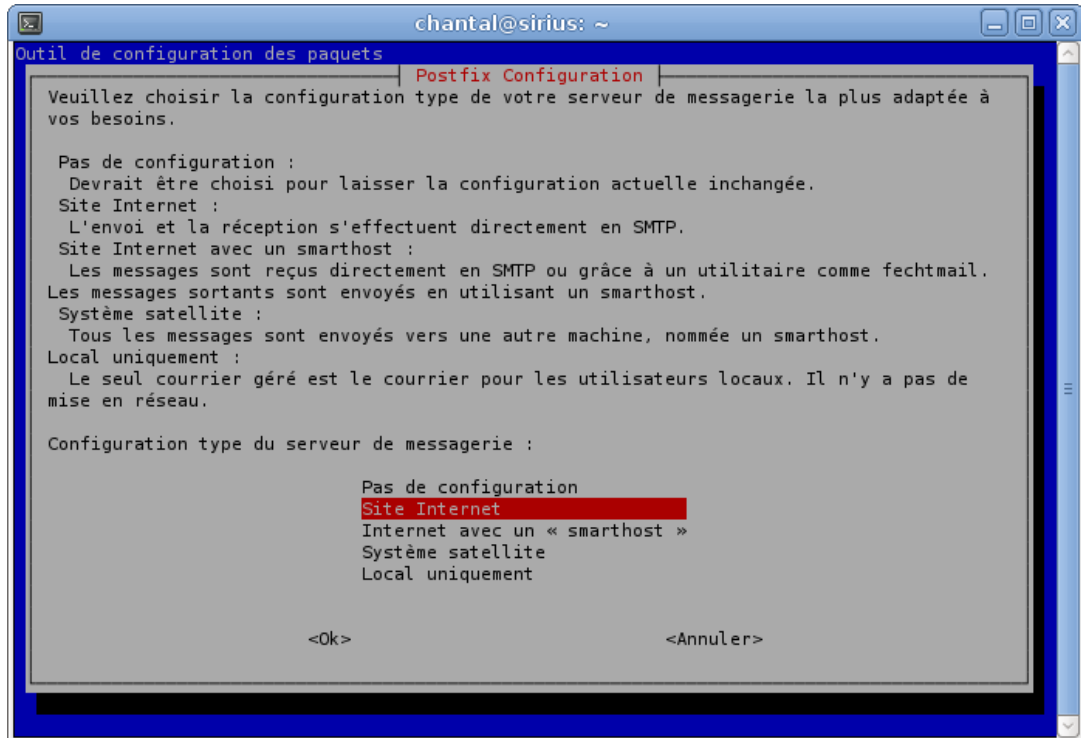 chantal@sirius: ~
Outil de configuration des paquets
Postfix Configuration
Veuillez choisir la configuration type de votre serveur de messagerie la plus adaptée à
vos besoins.
Pas de configuration :
Devrait être choisi pour laisser la configuration actuelle inchangée.
Site Internet :
L'envoi et la réception s'effectuent directement en SMTP.
Site Internet avec un smarthost :
Les messages sont reçus directement en SMTP ou grâce à un utilitaire comme fechtmail.
Les messages sortants sont envoyés en utilisant un smarthost.
Système satellite :
Tous les messages sont envoyés vers une autre machine, nommée un smarthost.
Local uniquement :
Le seul courrier géré est le courrier pour les utilisateurs locaux. Il n'y a pas de
mise en réseau.
Configuration type du serveur de messagerie :
Pas de configuration
Site Internet
Internet avec un « smarthost »
Système satellite
Local uniquement
<Ok> <Annuler>